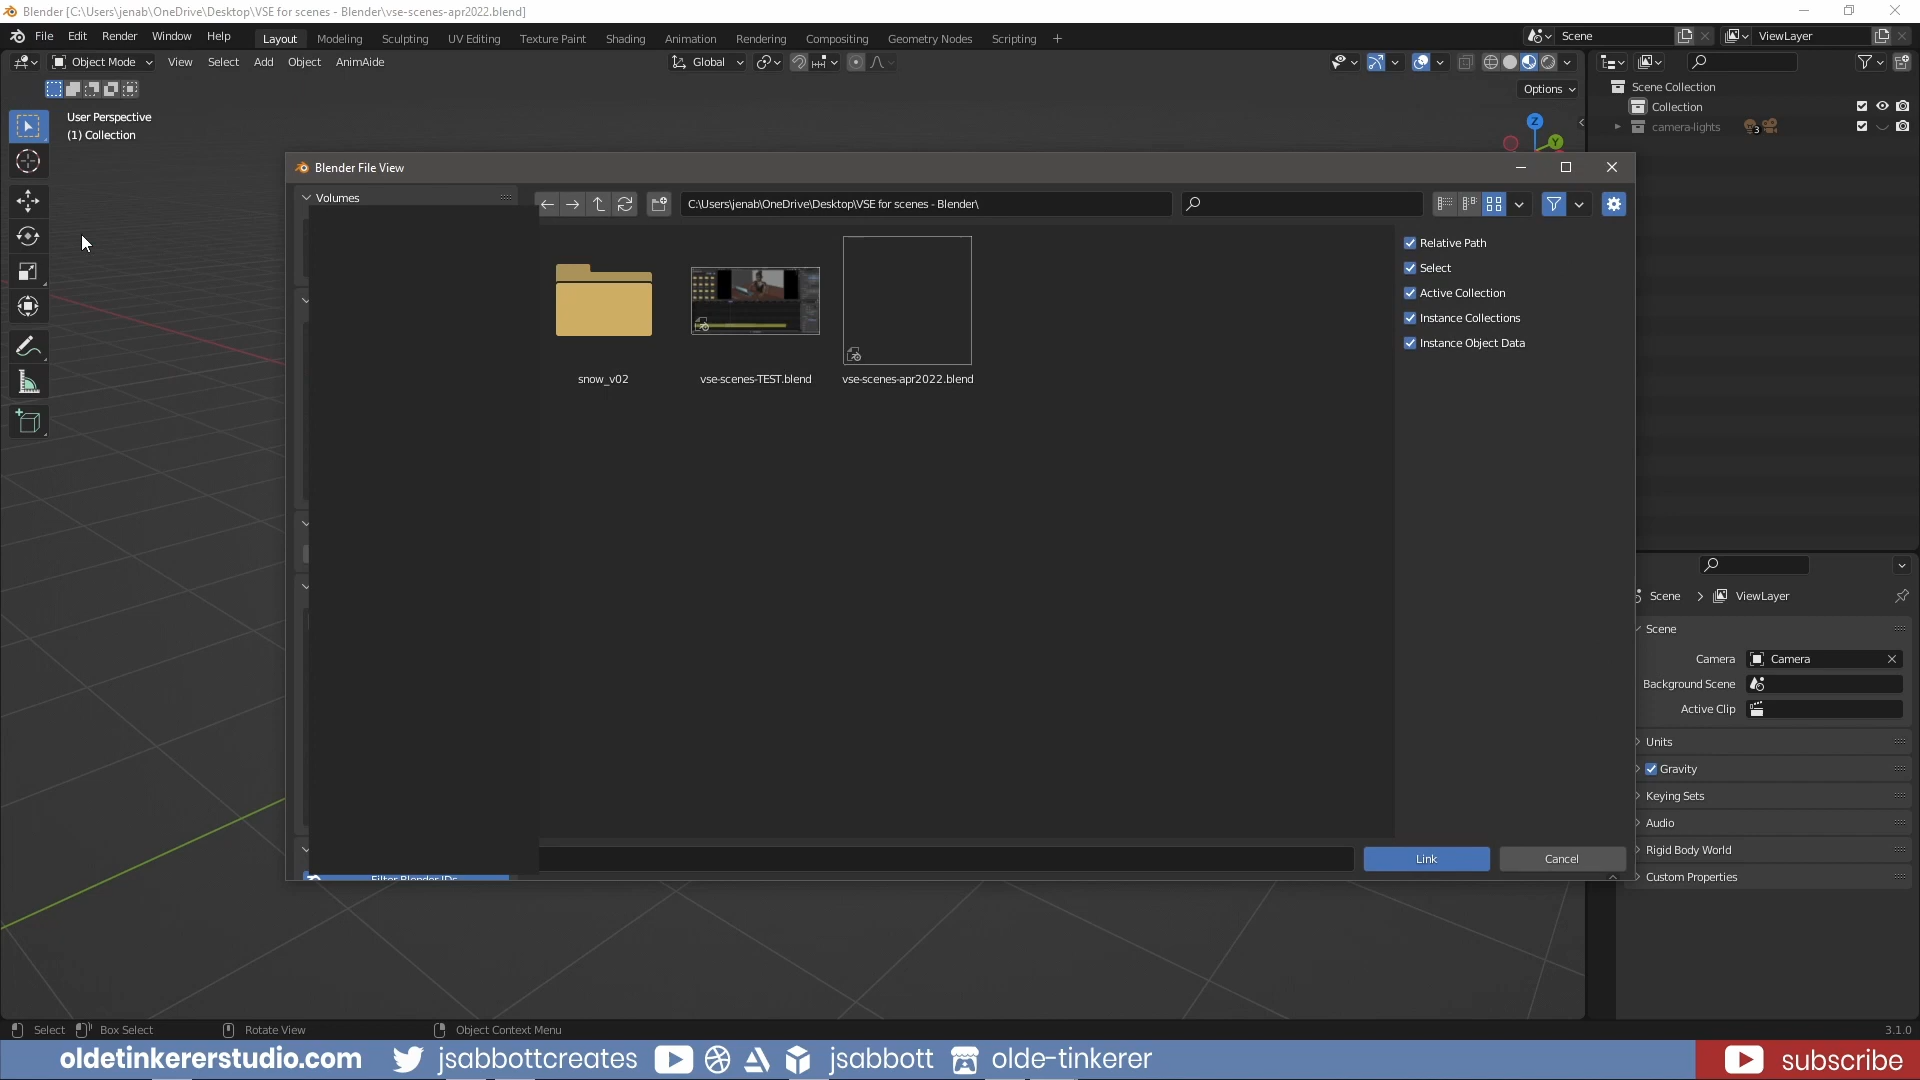 Blender [C:\Users\jenab\OneDrive\Desktop\VSE for scenes - Blender\vse-scenes-apr2022.blend]
File Edit Render Window Help Layout Modeling Sculpting UV Editing Texture Paint Shading Animation Rendering Compositing Geometry Nodes Scripting + Scene ViewLayer
Object Mode View Select Add Object AnimAide Global
Options
User Perspective
(1) Collection
Z
Y
Scene Collection
Collection
camera-lights 3
Blender File View
Volumes
C:\Users\jenab\OneDrive\Desktop\VSE for scenes - Blender\
snow_v02 vse-scenes-TEST.blend vse-scenes-apr2022.blend
Relative Path
Select
Active Collection
Instance Collections
Instance Object Data
Link Cancel
Scene > ViewLayer
Scene
Camera Camera
Background Scene
Active Clip
Units
Gravity
Keying Sets
Audio
Rigid Body World
Custom Properties
Select Box Select Rotate View Object Context Menu 3.1.0
oldetinkererstudio.com jsabbottcreates jsabbott olde-tinkerer subscribe